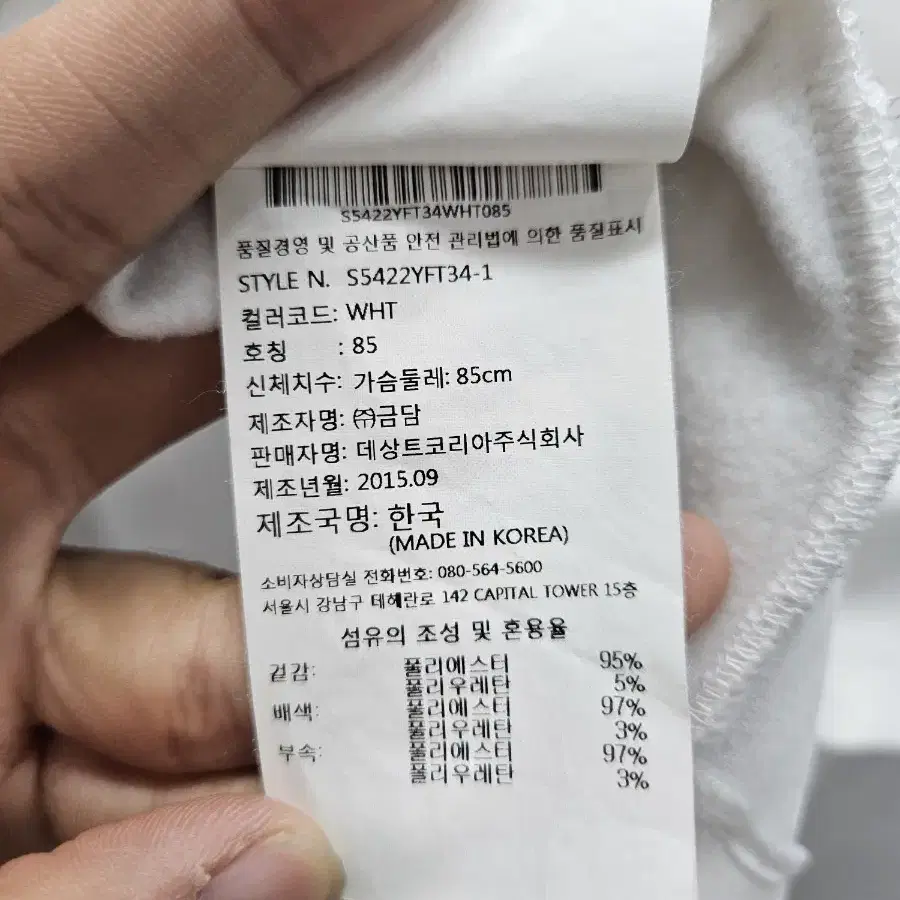 S5422YFT34WHT085
품질경영 및 공산품 안전 관리법에 의한 품질표시
STYLE N. S5422YFT34-1
컬러코드: WHT
호칭 : 85
신체치수: 가슴둘레: 85cm
제조자명: ㈜금담
판매자명: 데상트코리아주식회사
제조년월: 2015.09
제조국명: 한국
(MADE IN KOREA)
소비자상담실 전화번호: 080-564-5600
서울시 강남구 테헤란로 142 CAPITAL TOWER 15층
섬유의 조성 및 혼용율
겉감: 폴리에스터 95%
폴리우레탄 5%
배색: 폴리에스터 97%
폴리우레탄 3%
부속: 폴리에스터 97%
폴리우레탄 3%